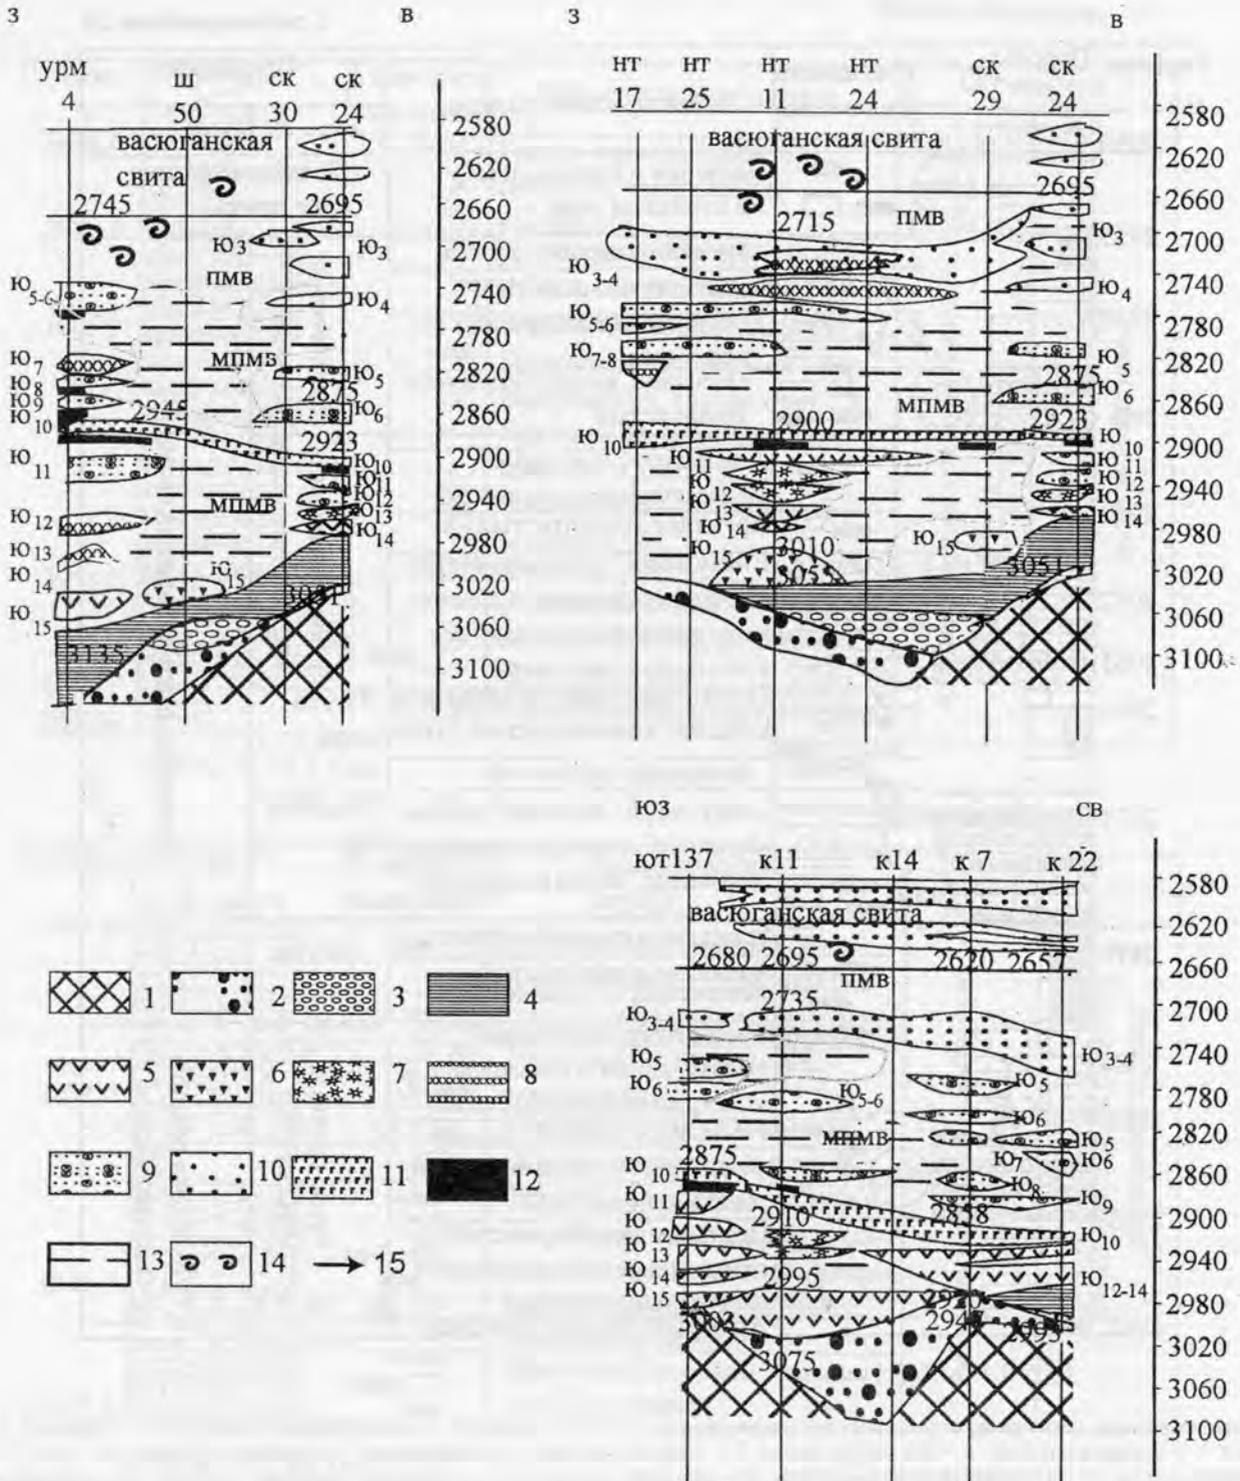 З В
урм ш ск ск
4 50 30 24
васюганская
свита
2745 2695
Ю3 Ю3
ПМВ
Ю5-6 Ю4
МПМВ
Ю7 Ю5
Ю8 2875
Ю9
Ю10 2945 Ю6
2923
Ю10
Ю11 Ю11
МПМВ Ю12
Ю12 Ю13
Ю14
Ю13
Ю14 Ю15
Ю15
3135
2580
2620
2660
2700
2740
2780
2820
2860
2900
2940
2980
3020
3060
3100
З В
нт нт нт нт ск ск
17 25 11 24 29 24
васюганская свита
2695
ПМВ
2715 Ю3
Ю3-4 Ю4
Ю5-6
Ю7-8 Ю5
2875
Ю6
МПМВ
2900 2923
Ю10 Ю10
Ю11 Ю11
Ю12 Ю12
Ю13 Ю13
Ю14 Ю14
Ю15 3010 Ю15
3055 3051
2580
2620
2660
2700
2740
2780
2820
2860
2900
2940
2980
3020
3060
3100
ЮЗ СВ
ют137 к11 к14 к 7 к 22
васюганская свита
2680 2695 2620 2657
ПМВ
2735
Ю3-4 Ю3-4
Ю5 Ю5
Ю6 Ю5-6 Ю6
МПМВ Ю5
Ю7 Ю6
2875
Ю10 Ю8
Ю9
Ю11 2910 2858
Ю12 Ю10
Ю13
Ю14 2995
Ю12-14
Ю15
2947
2995
3075
2580
2620
2660
2700
2740
2780
2820
2860
2900
2940
2980
3020
3060
3100
1 2 3 4
5 6 7 8
9 10 11 12
13 14 15